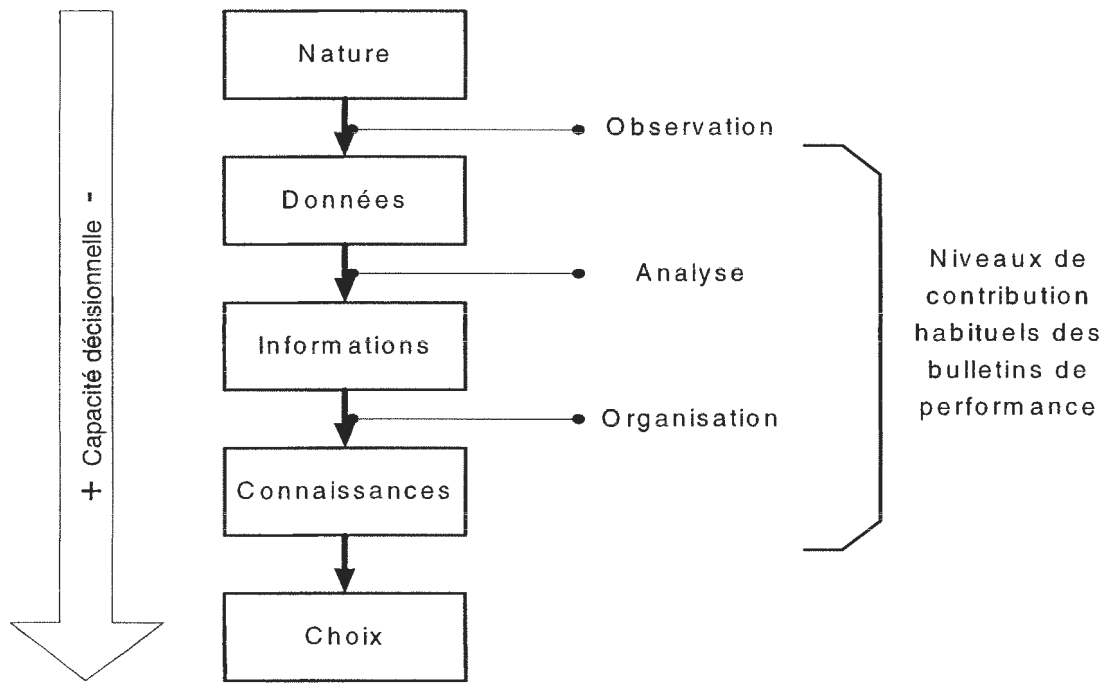 Nature
Observation
Données
Analyse
Informations
Organisation
Connaissances
Choix
+ Capacité décisionnelle -
Niveaux de
contribution
habituels des
bulletins de
performance